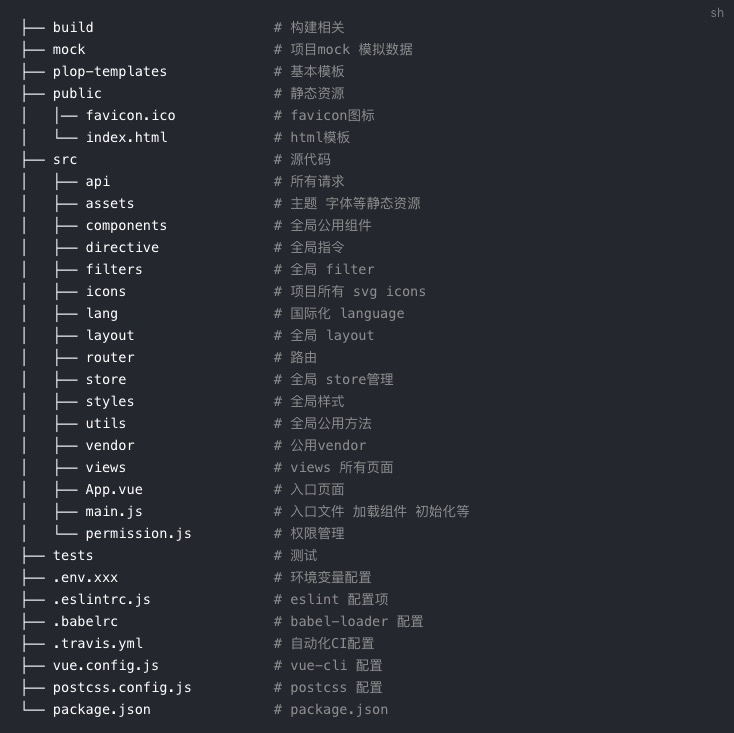 sh
├── build                      # 构建相关
├── mock                       # 项目mock 模拟数据
├── plop-templates             # 基本模板
├── public                     # 静态资源
│   │── favicon.ico            # favicon图标
│   └── index.html             # html模板
├── src                        # 源代码
│   ├── api                    # 所有请求
│   ├── assets                 # 主题 字体等静态资源
│   ├── components             # 全局公用组件
│   ├── directive              # 全局指令
│   ├── filters                # 全局 filter
│   ├── icons                  # 项目所有 svg icons
│   ├── lang                   # 国际化 language
│   ├── layout                 # 全局 layout
│   ├── router                 # 路由
│   ├── store                  # 全局 store管理
│   ├── styles                 # 全局样式
│   ├── utils                  # 全局公用方法
│   ├── vendor                 # 公用vendor
│   ├── views                  # views 所有页面
│   ├── App.vue                # 入口页面
│   ├── main.js                # 入口文件 加载组件 初始化等
│   └── permission.js          # 权限管理
├── tests                      # 测试
├── .env.xxx                   # 环境变量配置
├── .eslintrc.js               # eslint 配置项
├── .babelrc                   # babel-loader 配置
├── .travis.yml                # 自动化CI配置
├── vue.config.js              # vue-cli 配置
├── postcss.config.js          # postcss 配置
└── package.json               # package.json